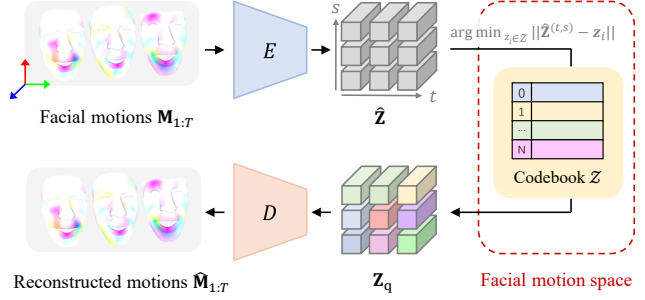 s
E
arg min_{z_i∈𝒵} ||Ẑ^{(t,s)} − z_i||
0
1
...
N
t
Facial motions M_{1:T}
Ẑ
Codebook 𝒵
D
Reconstructed motions M̂_{1:T}
Z_q
Facial motion space